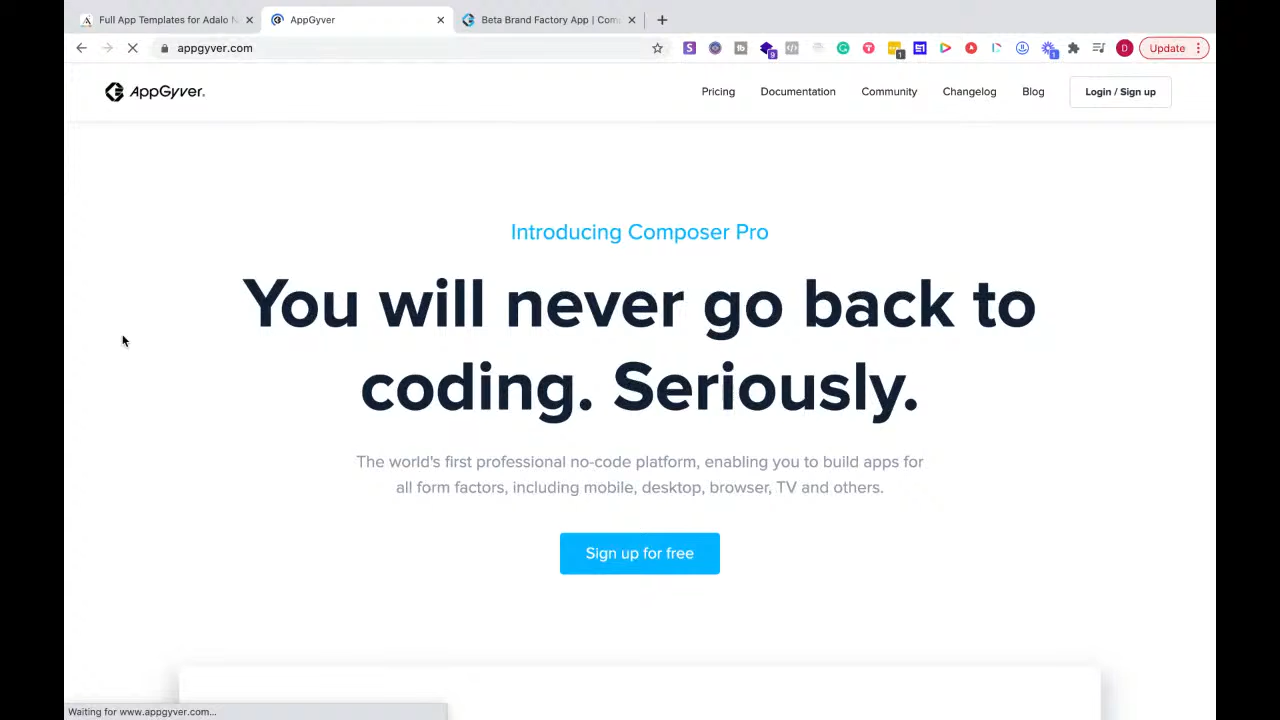 Full App Templates for Adalo N
AppGyver
Beta Brand Factory App | Com
appgyver.com
9
1
1
D
Update
AppGyver.
Pricing
Documentation
Community
Changelog
Blog
Login / Sign up
Introducing Composer Pro
You will never go back to
coding. Seriously.
The world's first professional no-code platform, enabling you to build apps for
all form factors, including mobile, desktop, browser, TV and others.
Sign up for free
Waiting for www.appgyver.com...